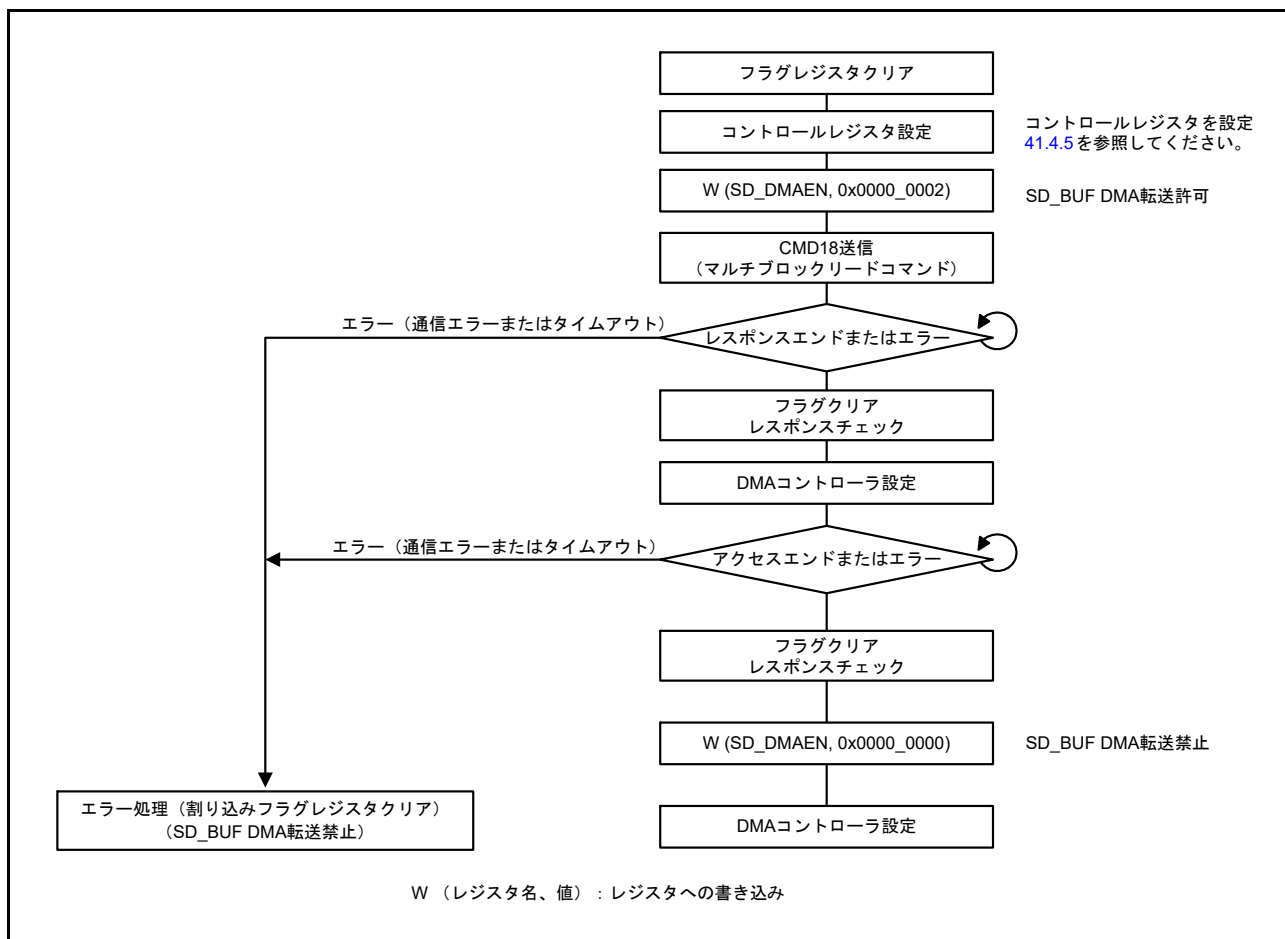 フラグレジスタクリア
コントロールレジスタ設定
コントロールレジスタを設定
41.4.5を参照してください。
W (SD_DMAEN, 0x0000_0002)
SD_BUF DMA転送許可
CMD18送信
（マルチブロックリードコマンド）
エラー（通信エラーまたはタイムアウト）
レスポンスエンドまたはエラー
フラグクリア
レスポンスチェック
DMAコントローラ設定
エラー（通信エラーまたはタイムアウト）
アクセスエンドまたはエラー
フラグクリア
レスポンスチェック
W (SD_DMAEN, 0x0000_0000)
SD_BUF DMA転送禁止
エラー処理（割り込みフラグレジスタクリア）
（SD_BUF DMA転送禁止）
DMAコントローラ設定
W （レジスタ名、値）：レジスタへの書き込み